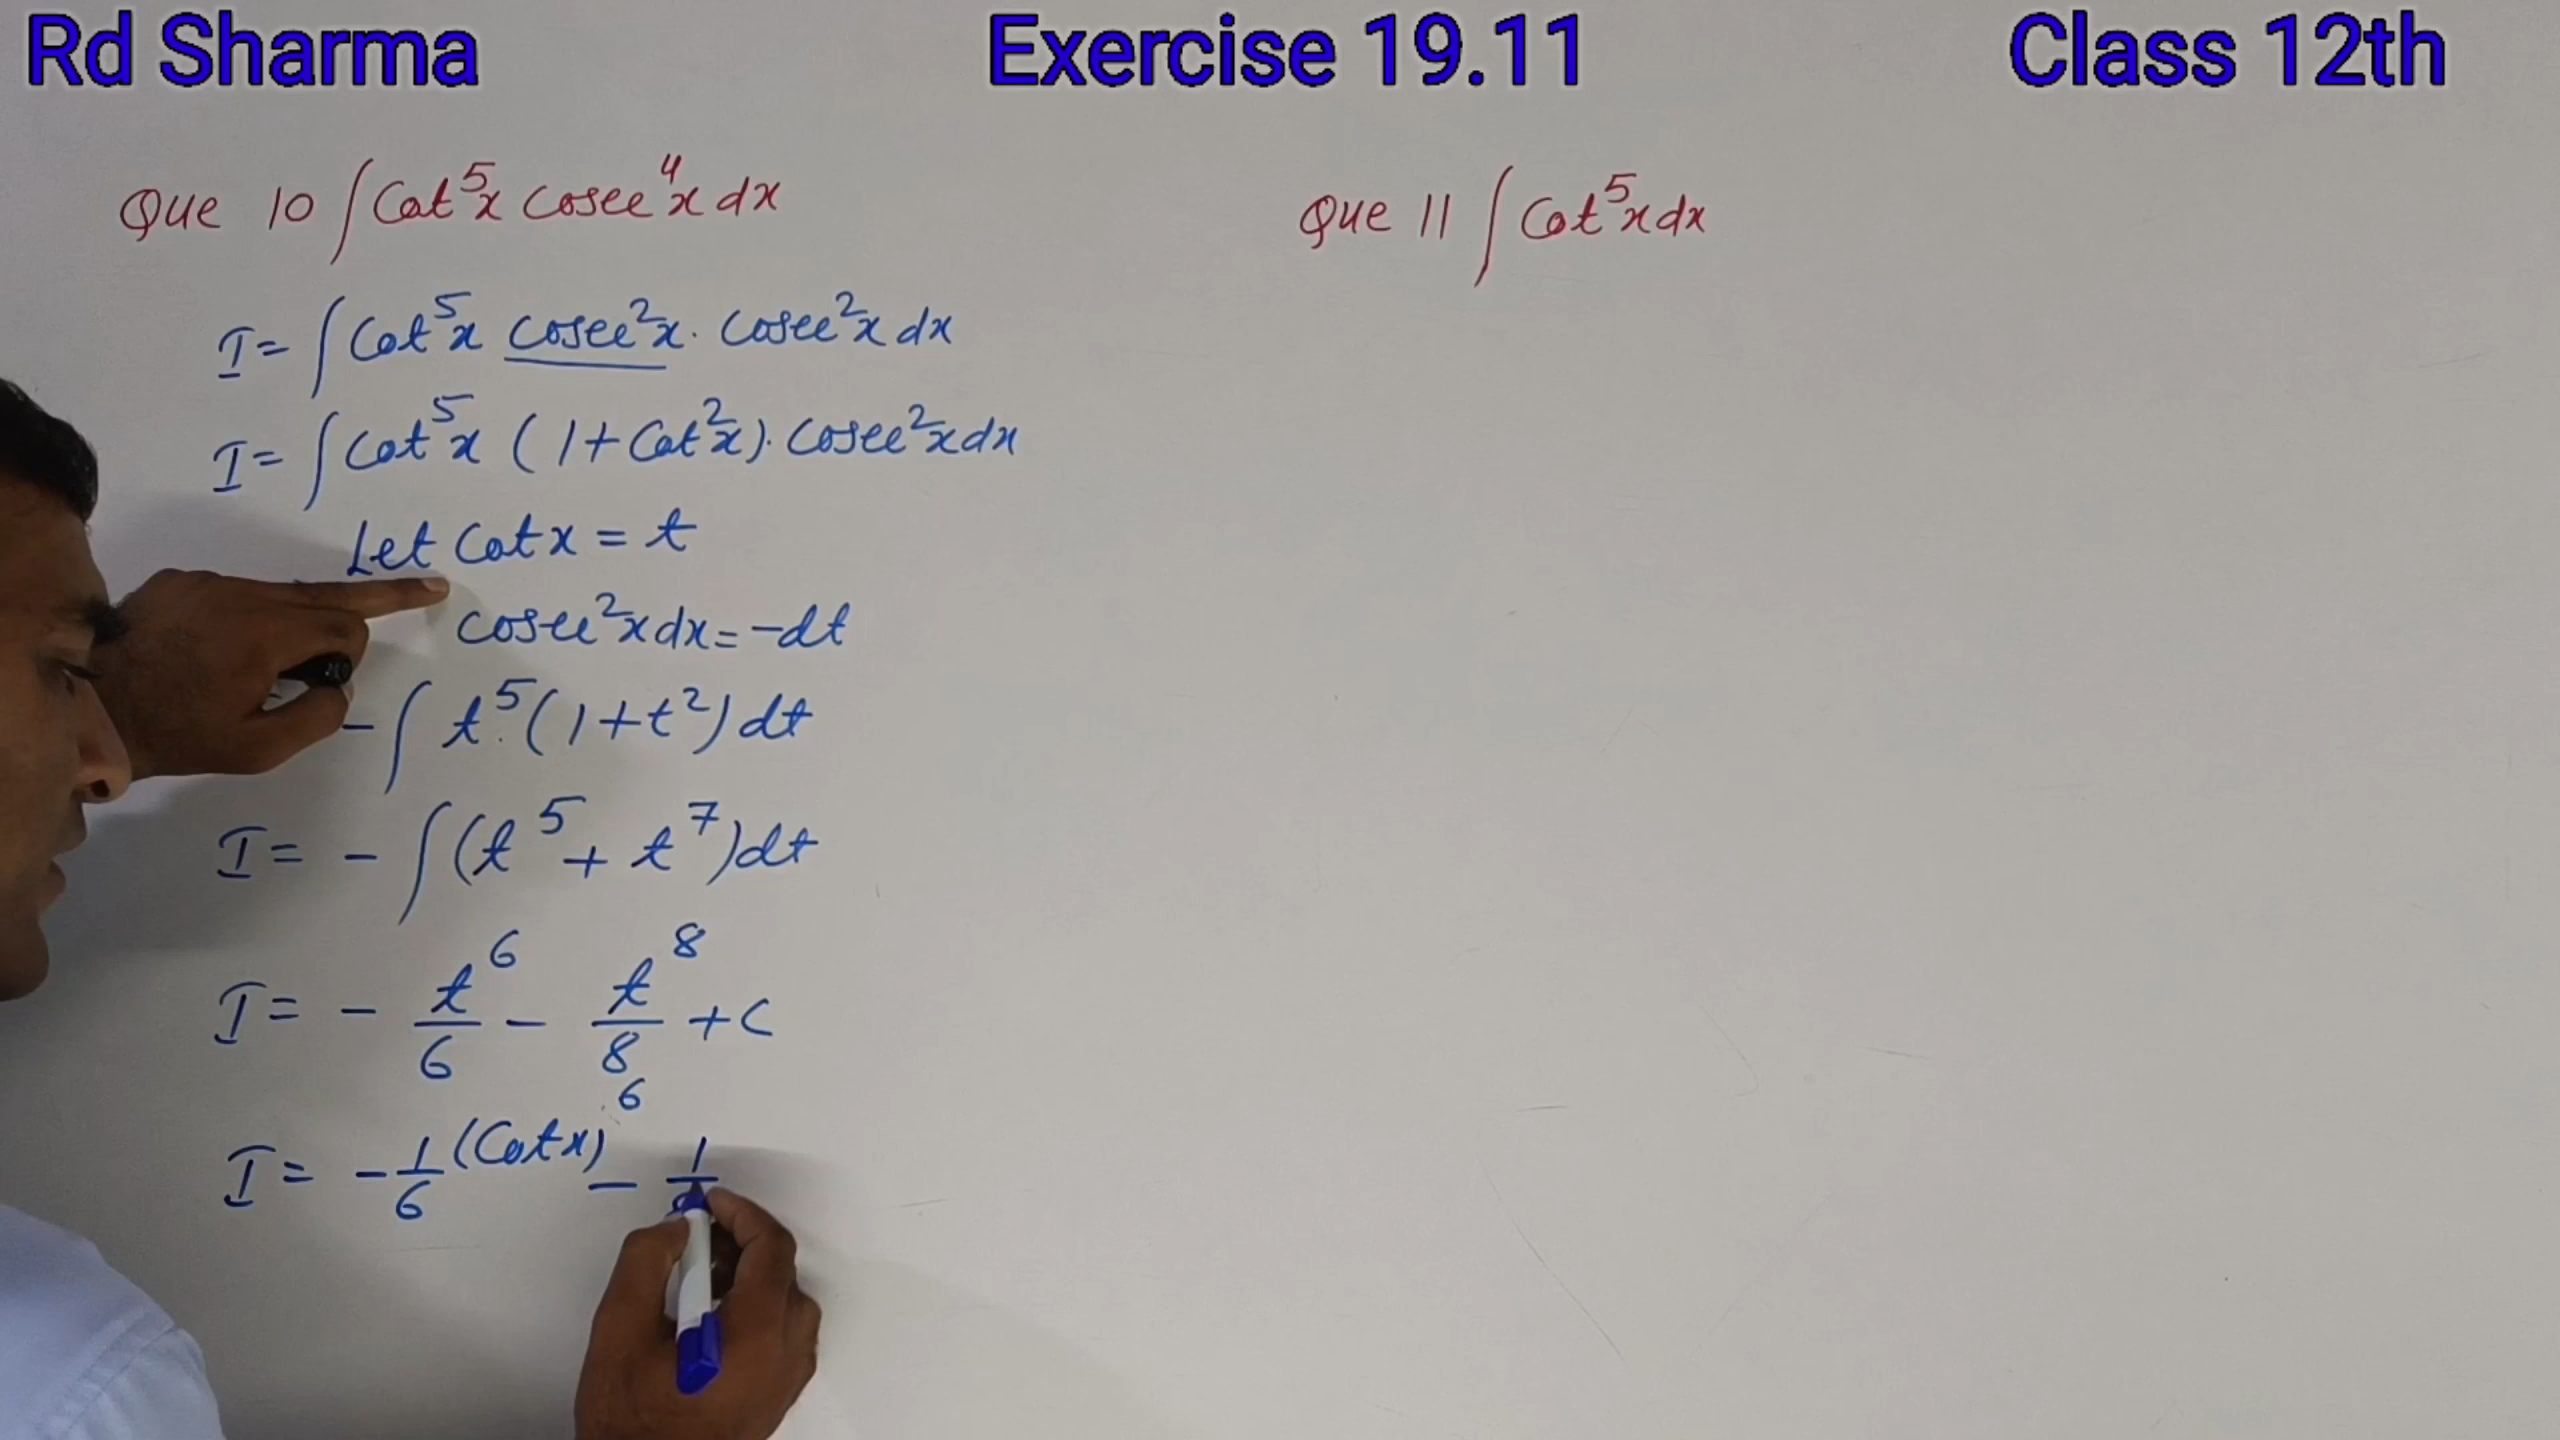 Rd Sharma Exercise 19.11 Class 12th
Que 10 ∫ Cot⁵x cosec⁴x dx
I = ∫ Cot⁵x cosec²x · cosec²x dx
I = ∫ Cot⁵x (1 + Cot²x) · cosec²x dx
Let Cot x = t
cosec²x dx = -dt
- ∫ t⁵ (1 + t²) dt
I = - ∫ (t⁵ + t⁷) dt
I = - t⁶/6 - t⁸/8 + c
I = - 1/6 (Cot x)⁶ - 1/
Que 11 ∫ Cot⁵x dx